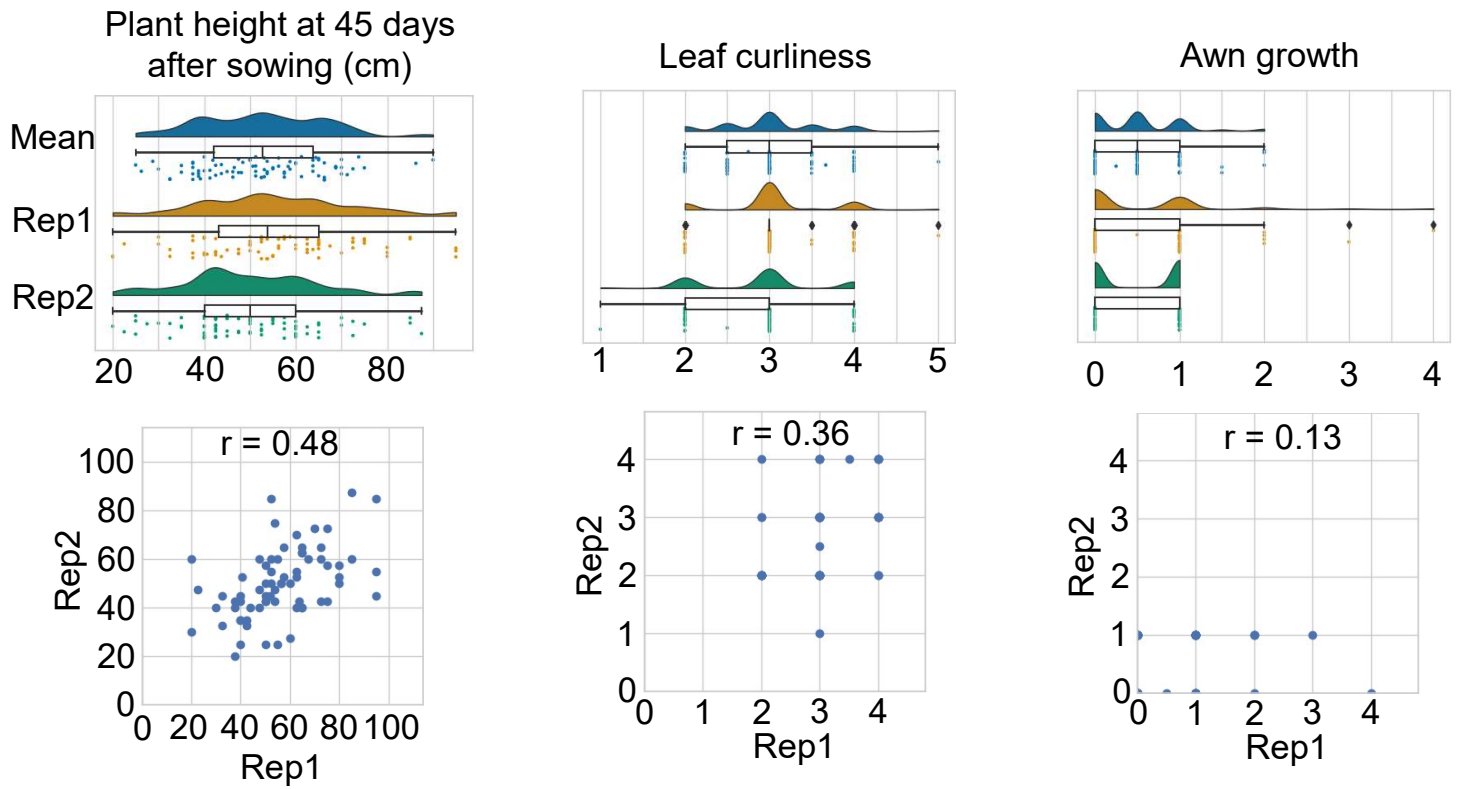 Plant height at 45 days
after sowing (cm)
Leaf curliness
Awn growth
Mean
Rep1
Rep2
20 40 60 80
1 2 3 4 5
0 1 2 3 4
r = 0.48
100
80
60
40
20
0
0 20 40 60 80 100
Rep2
Rep1
r = 0.36
4
3
2
1
0
0 1 2 3 4
Rep2
Rep1
r = 0.13
4
3
2
1
0
0 1 2 3 4
Rep2
Rep1